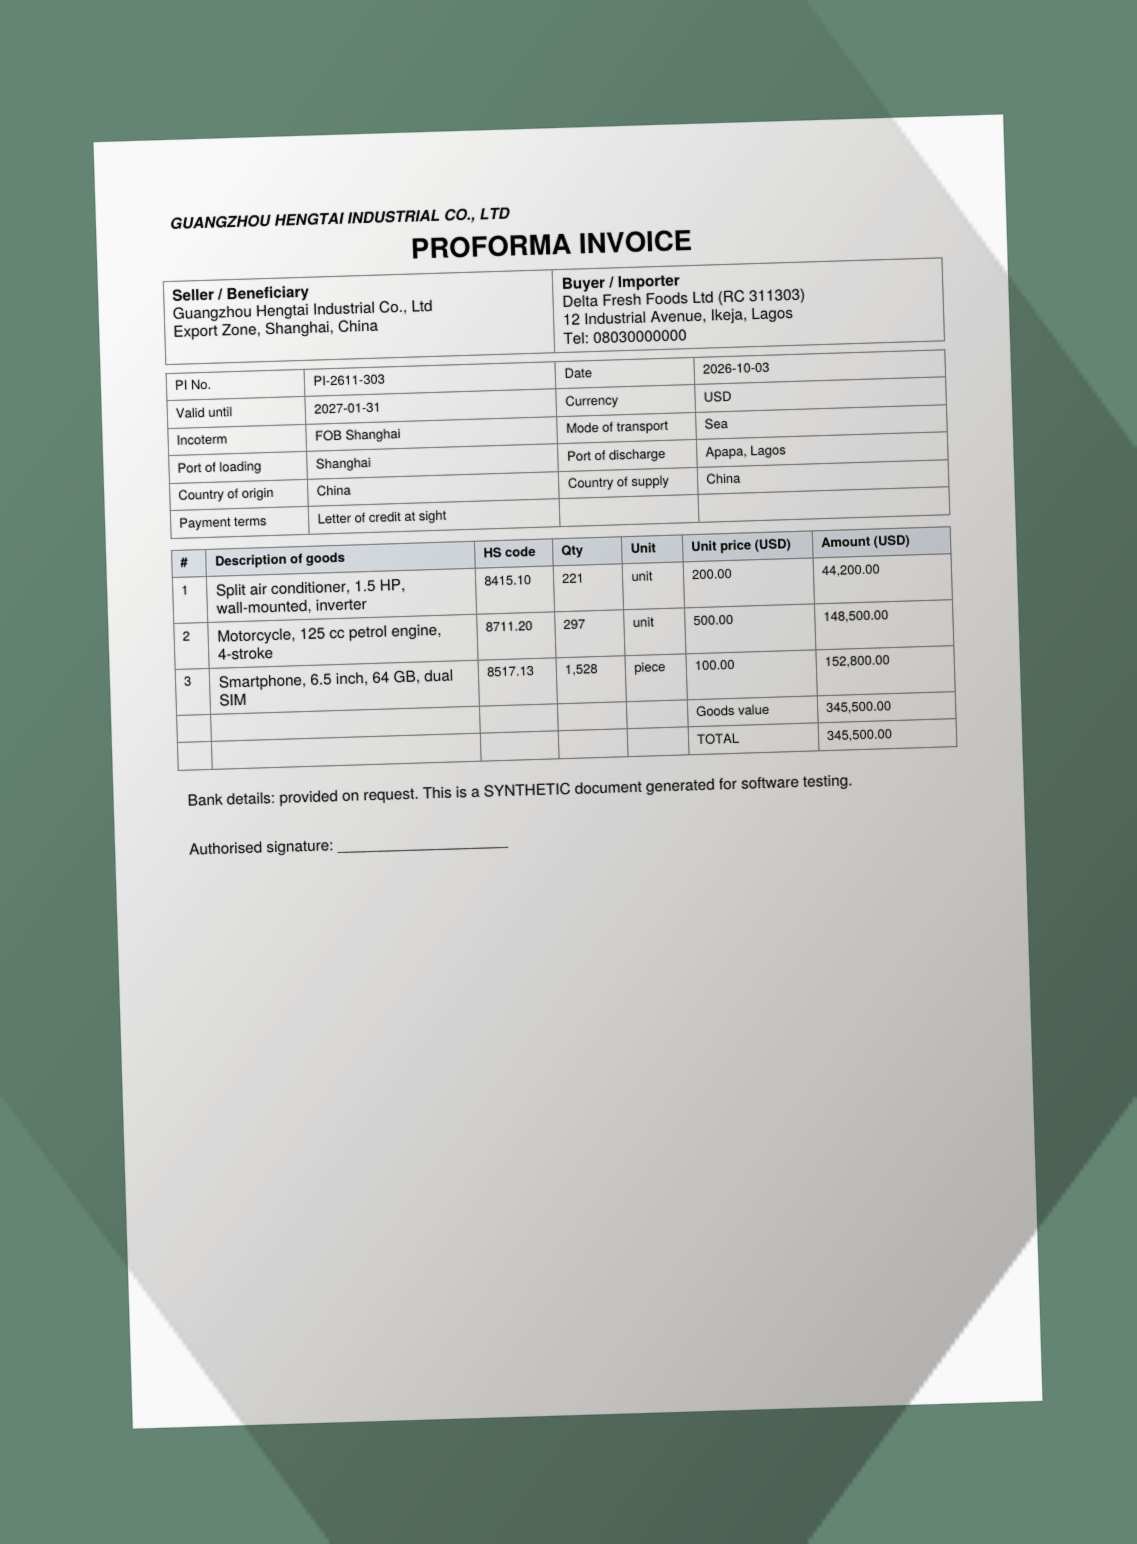 GUANGZHOU HENGTAI INDUSTRIAL CO., LTD
PROFORMA INVOICE
Seller / Beneficiary
Guangzhou Hengtai Industrial Co., Ltd
Export Zone, Shanghai, China
Buyer / Importer
Delta Fresh Foods Ltd (RC 311303)
12 Industrial Avenue, Ikeja, Lagos
Tel: 08030000000
PI No. PI-2611-303 Date 2026-10-03
Valid until 2027-01-31 Currency USD
Incoterm FOB Shanghai Mode of transport Sea
Port of loading Shanghai Port of discharge Apapa, Lagos
Country of origin China Country of supply China
Payment terms Letter of credit at sight
# Description of goods HS code Qty Unit Unit price (USD) Amount (USD)
1 Split air conditioner, 1.5 HP, 8415.10 221 unit 200.00 44,200.00
wall-mounted, inverter
2 Motorcycle, 125 cc petrol engine, 8711.20 297 unit 500.00 148,500.00
4-stroke
3 Smartphone, 6.5 inch, 64 GB, dual 8517.13 1,528 piece 100.00 152,800.00
SIM
Goods value 345,500.00
TOTAL 345,500.00
Bank details: provided on request. This is a SYNTHETIC document generated for software testing.
Authorised signature: ____________________